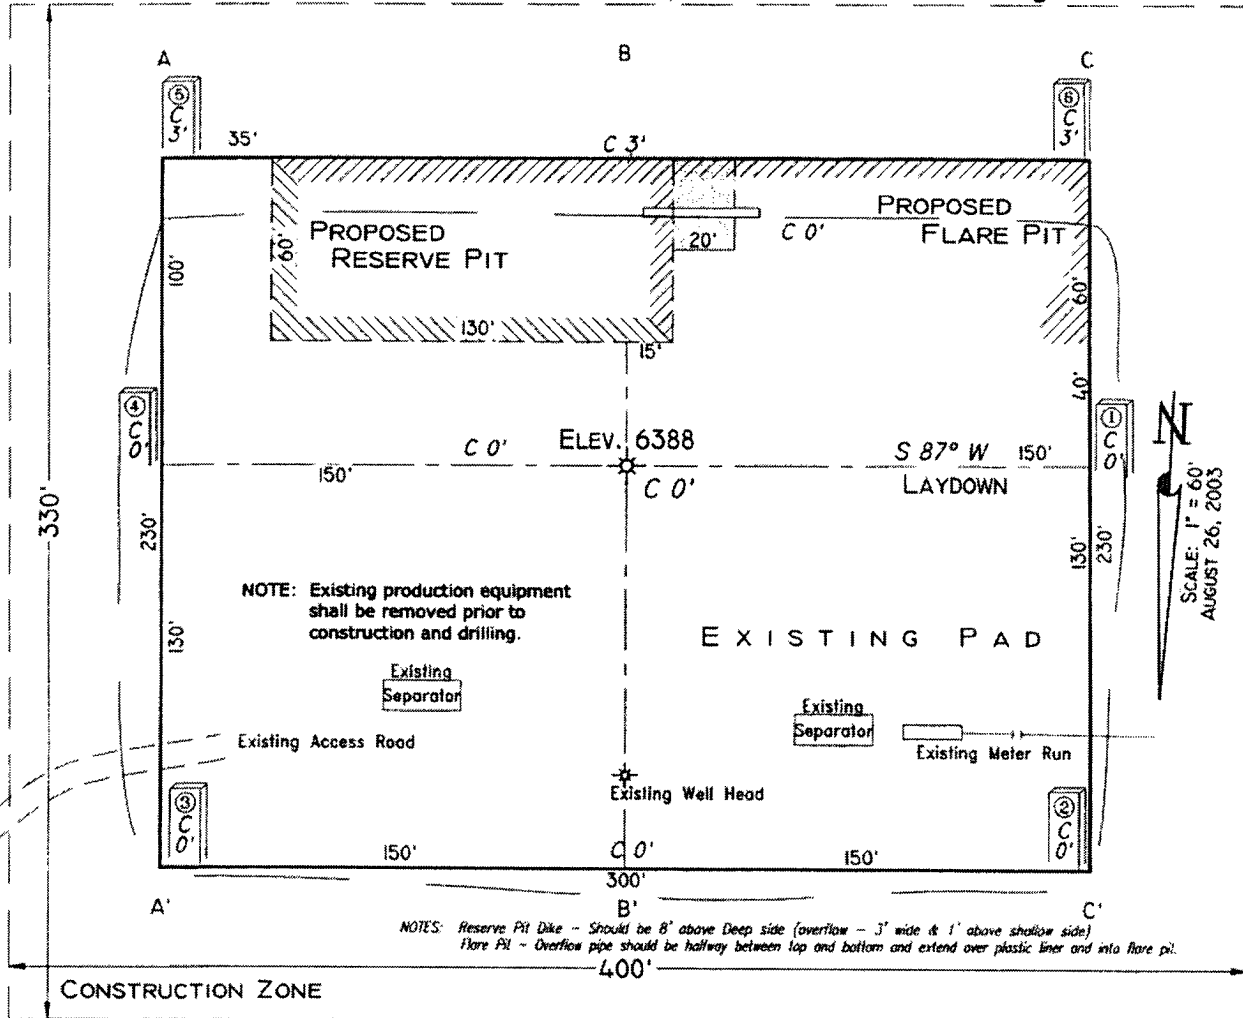 A
B
C
⑤
C
3'
⑥
C
3'
35'
C 3'
PROPOSED
RESERVE PIT
PROPOSED
FLARE PIT
C 0'
20'
60'
100'
60'
130'
15'
40'
④
C
0'
①
C
0'
N
C 0'
ELEV. 6388
S 87° W
150'
150'
C 0'
LAYDOWN
SCALE: 1" = 60'
AUGUST 26, 2003
330'
230'
130'
230'
NOTE: Existing production equipment
shall be removed prior to
construction and drilling.
130'
EXISTING PAD
Existing
Separator
Existing
Separator
Existing Access Road
Existing Meter Run
Existing Well Head
③
C
0'
②
C
0'
150'
C 0'
150'
300'
A'
B'
C'
NOTES: Reserve Pit Dike - Should be 8' above Deep side (overflow - 3' wide & 1' above shallow side)
Flare Pit - Overflow pipe should be halfway between top and bottom and extend over plastic liner and into flare pit.
400'
CONSTRUCTION ZONE